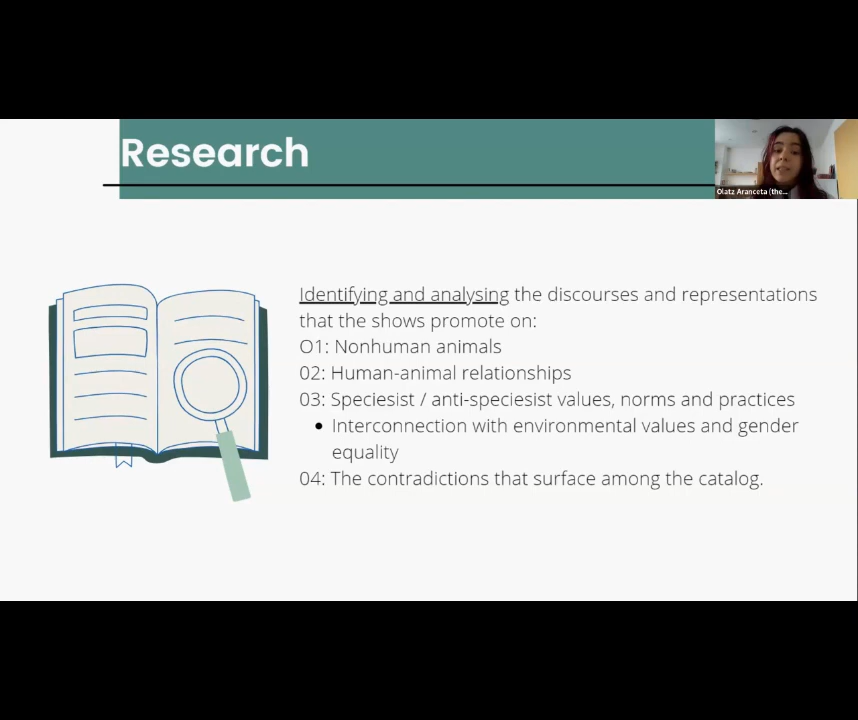 Research
Olatz Aranceta (the...
Identifying and analysing the discourses and representations
that the shows promote on:
O1: Nonhuman animals
02: Human-animal relationships
03: Speciesist / anti-speciesist values, norms and practices
• Interconnection with environmental values and gender
equality
04: The contradictions that surface among the catalog.